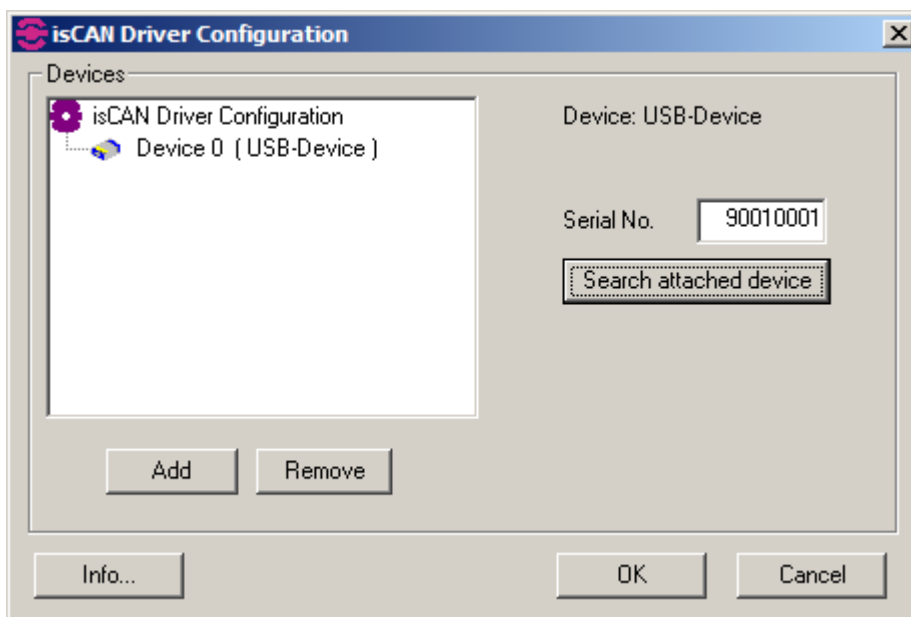 isCAN Driver Configuration
Devices
isCAN Driver Configuration
Device 0 ( USB-Device )
Device: USB-Device
Serial No. 90010001
Search attached device
Add Remove
Info... OK Cancel